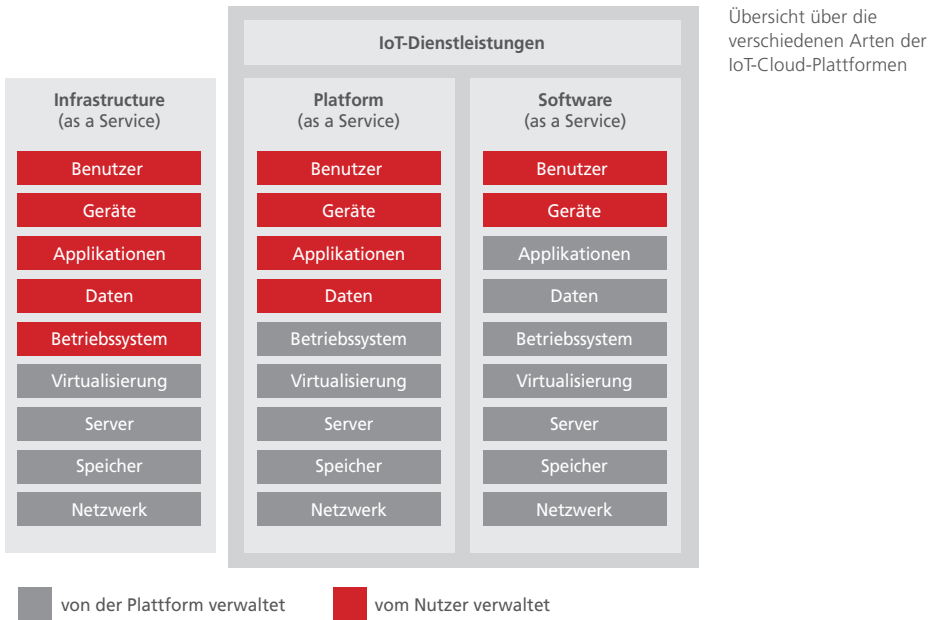 Übersicht über die
verschiedenen Arten der
IoT-Cloud-Plattformen
IoT-Dienstleistungen
Infrastructure
(as a Service)
Benutzer
Geräte
Applikationen
Daten
Betriebssystem
Virtualisierung
Server
Speicher
Netzwerk
Platform
(as a Service)
Benutzer
Geräte
Applikationen
Daten
Betriebssystem
Virtualisierung
Server
Speicher
Netzwerk
Software
(as a Service)
Benutzer
Geräte
Applikationen
Daten
Betriebssystem
Virtualisierung
Server
Speicher
Netzwerk
von der Plattform verwaltet
vom Nutzer verwaltet